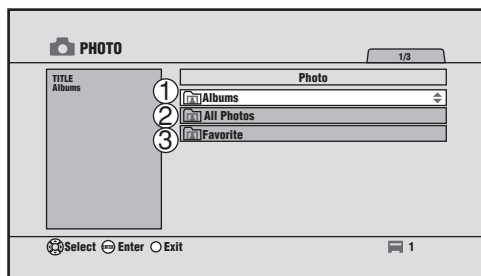 PHOTO
1/3
TITLE
Albums
Photo
1 Albums
2 All Photos
3 Favorite
Select ENTER Enter Exit
1